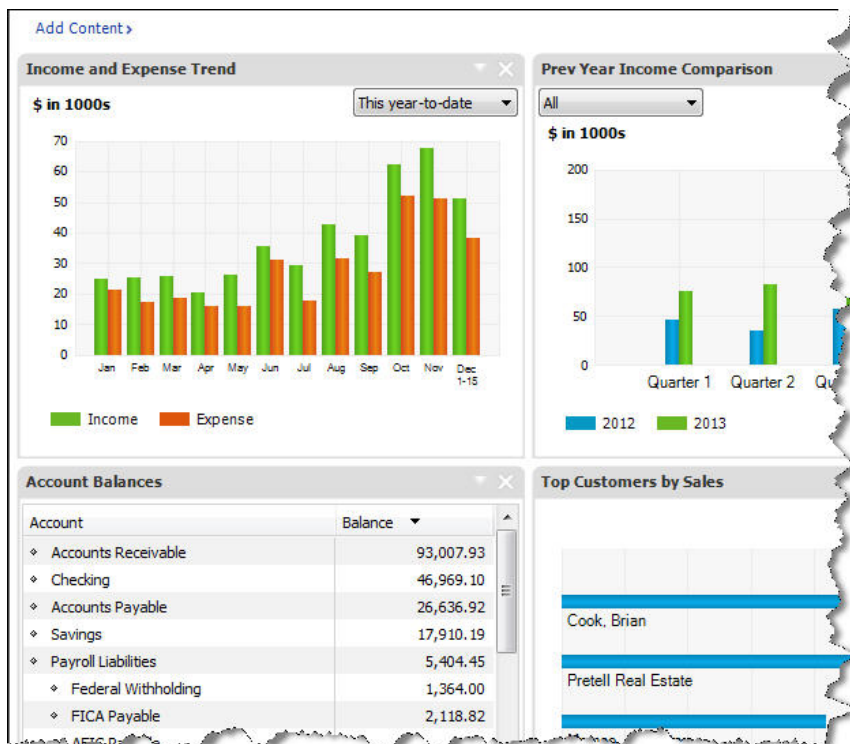 Add Content
Income and Expense Trend
$ in 1000s
This year-to-date
70
60
50
40
30
20
10
0
Jan Feb Mar Apr May Jun Jul Aug Sep Oct Nov Dec
1-15
Income Expense
Prev Year Income Comparison
All
$ in 1000s
200
150
100
50
0
Quarter 1 Quarter 2
2012 2013
Account Balances
Account Balance
Accounts Receivable 93,007.93
Checking 46,969.10
Accounts Payable 26,636.92
Savings 17,910.19
Payroll Liabilities 5,404.45
Federal Withholding 1,364.00
FICA Payable 2,118.82
Top Customers by Sales
Cook, Brian
Pretell Real Estate